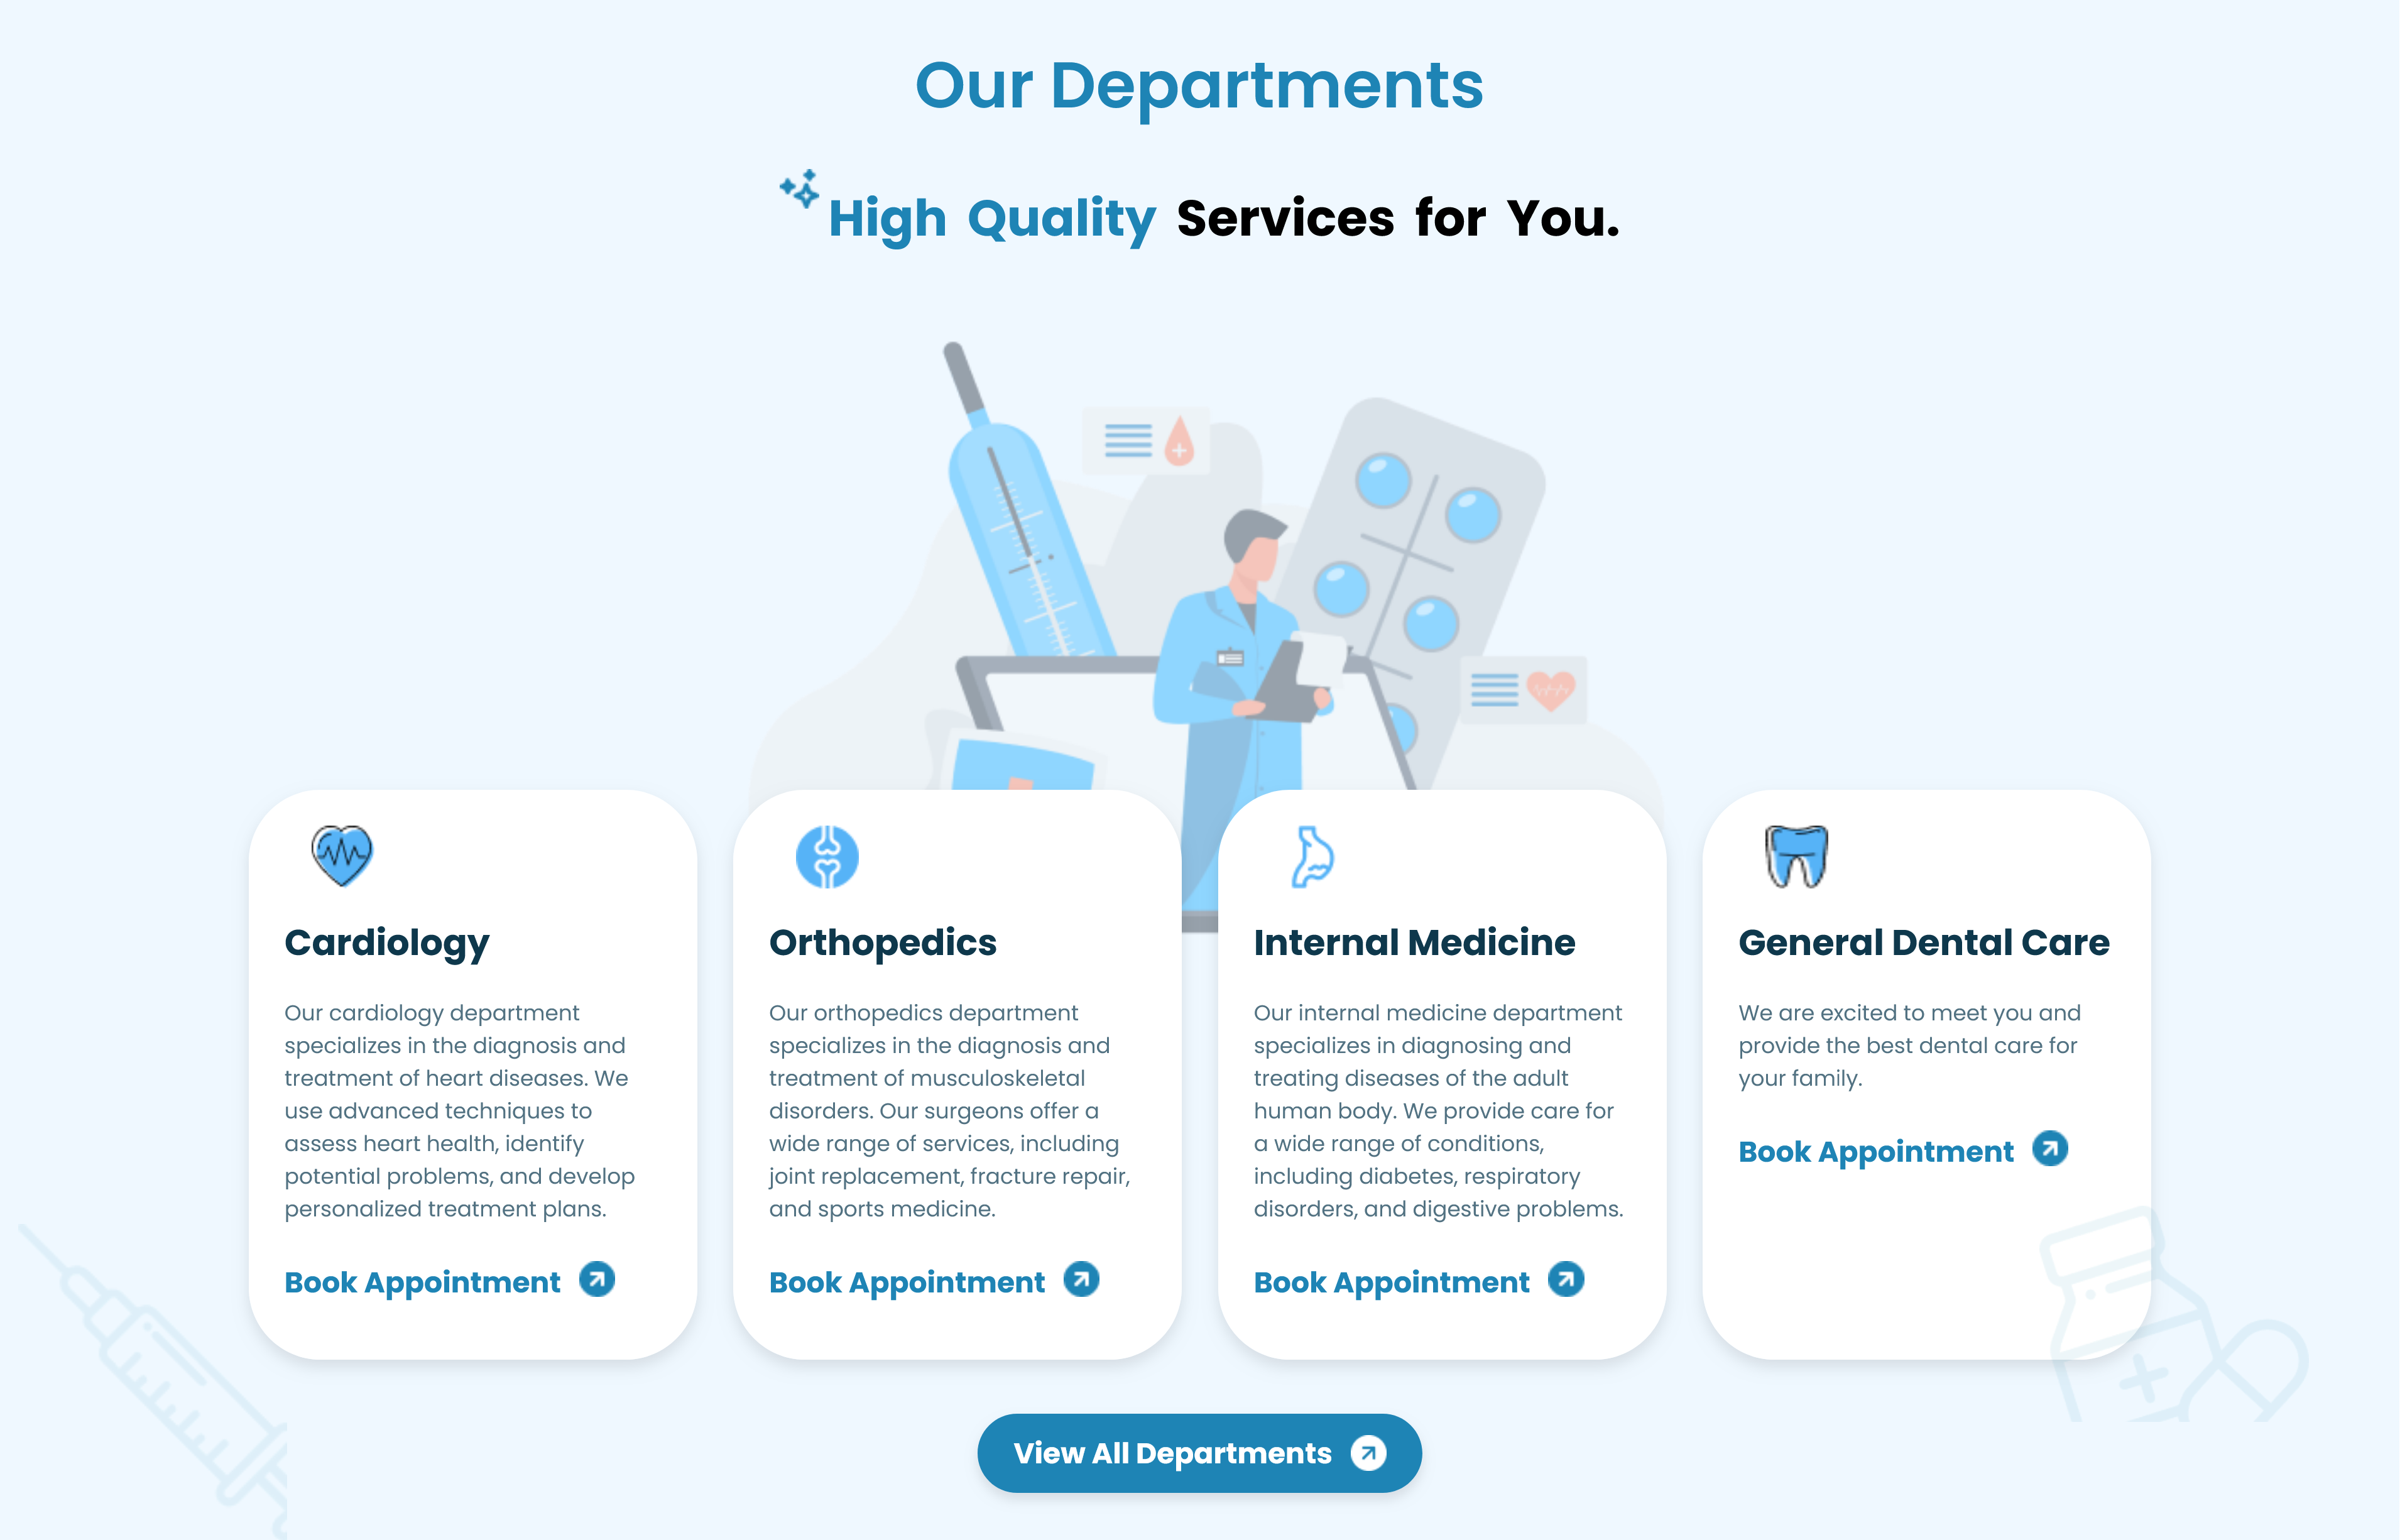 Our Departments
High Quality Services for You.
Cardiology
Our cardiology department
specializes in the diagnosis and
treatment of heart diseases. We
use advanced techniques to
assess heart health, identify
potential problems, and develop
personalized treatment plans.
Book Appointment
Orthopedics
Our orthopedics department
specializes in the diagnosis and
treatment of musculoskeletal
disorders. Our surgeons offer a
wide range of services, including
joint replacement, fracture repair,
and sports medicine.
Book Appointment
Internal Medicine
Our internal medicine department
specializes in diagnosing and
treating diseases of the adult
human body. We provide care for
a wide range of conditions,
including diabetes, respiratory
disorders, and digestive problems.
Book Appointment
General Dental Care
We are excited to meet you and
provide the best dental care for
your family.
Book Appointment
View All Departments